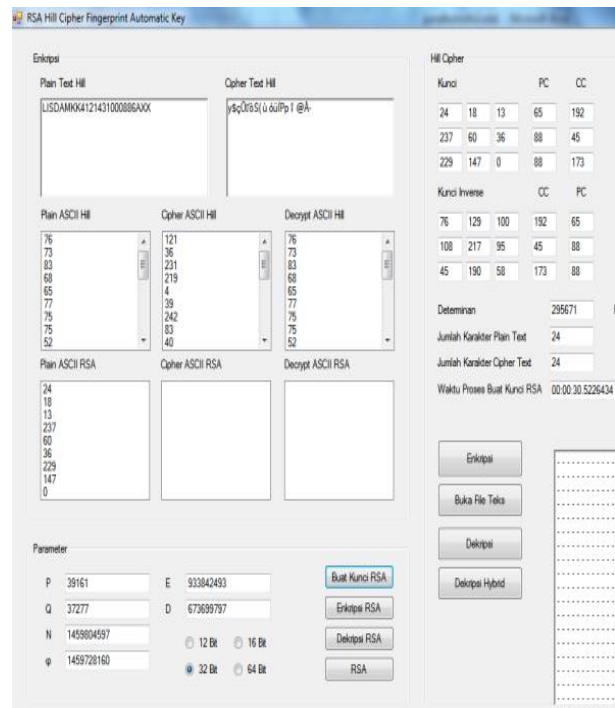 RSA Hill Cipher Fingerprint Automatic Key
Enkripsi
Plain Text Hill
Cipher Text Hill
LISDAMKK4121431000886AXX
Plain ASCII Hill
Cipher ASCII Hill
Decrypt ASCII Hill
76 121 76
73 36 73
83 231 83
68 219 68
65 4 65
77 39 77
75 242 75
75 83 75
52 40 52
Plain ASCII RSA
Cipher ASCII RSA
Decrypt ASCII RSA
24
18
13
237
60
36
229
147
0
Parameter
P 39161 E 933842493 Buat Kunci RSA
Q 37277 D 673699797 Enkripsi RSA
N 1459804597 12 Bit 16 Bit Dekripsi RSA
φ 1459728160 32 Bit 64 Bit RSA
Hill Cipher
Kunci PC CC
24 18 13 65 192
237 60 36 88 45
229 147 0 88 173
Kunci Inverse CC PC
76 129 100 192 65
108 217 95 45 88
45 190 58 173 88
Determinan 295671
Jumlah Karakter Plain Text 24
Jumlah Karakter Cipher Text 24
Waktu Proses Buat Kunci RSA 00:00:30.5226434
Enkripsi
Buka File Teks
Dekripsi
Dekripsi Hybrid